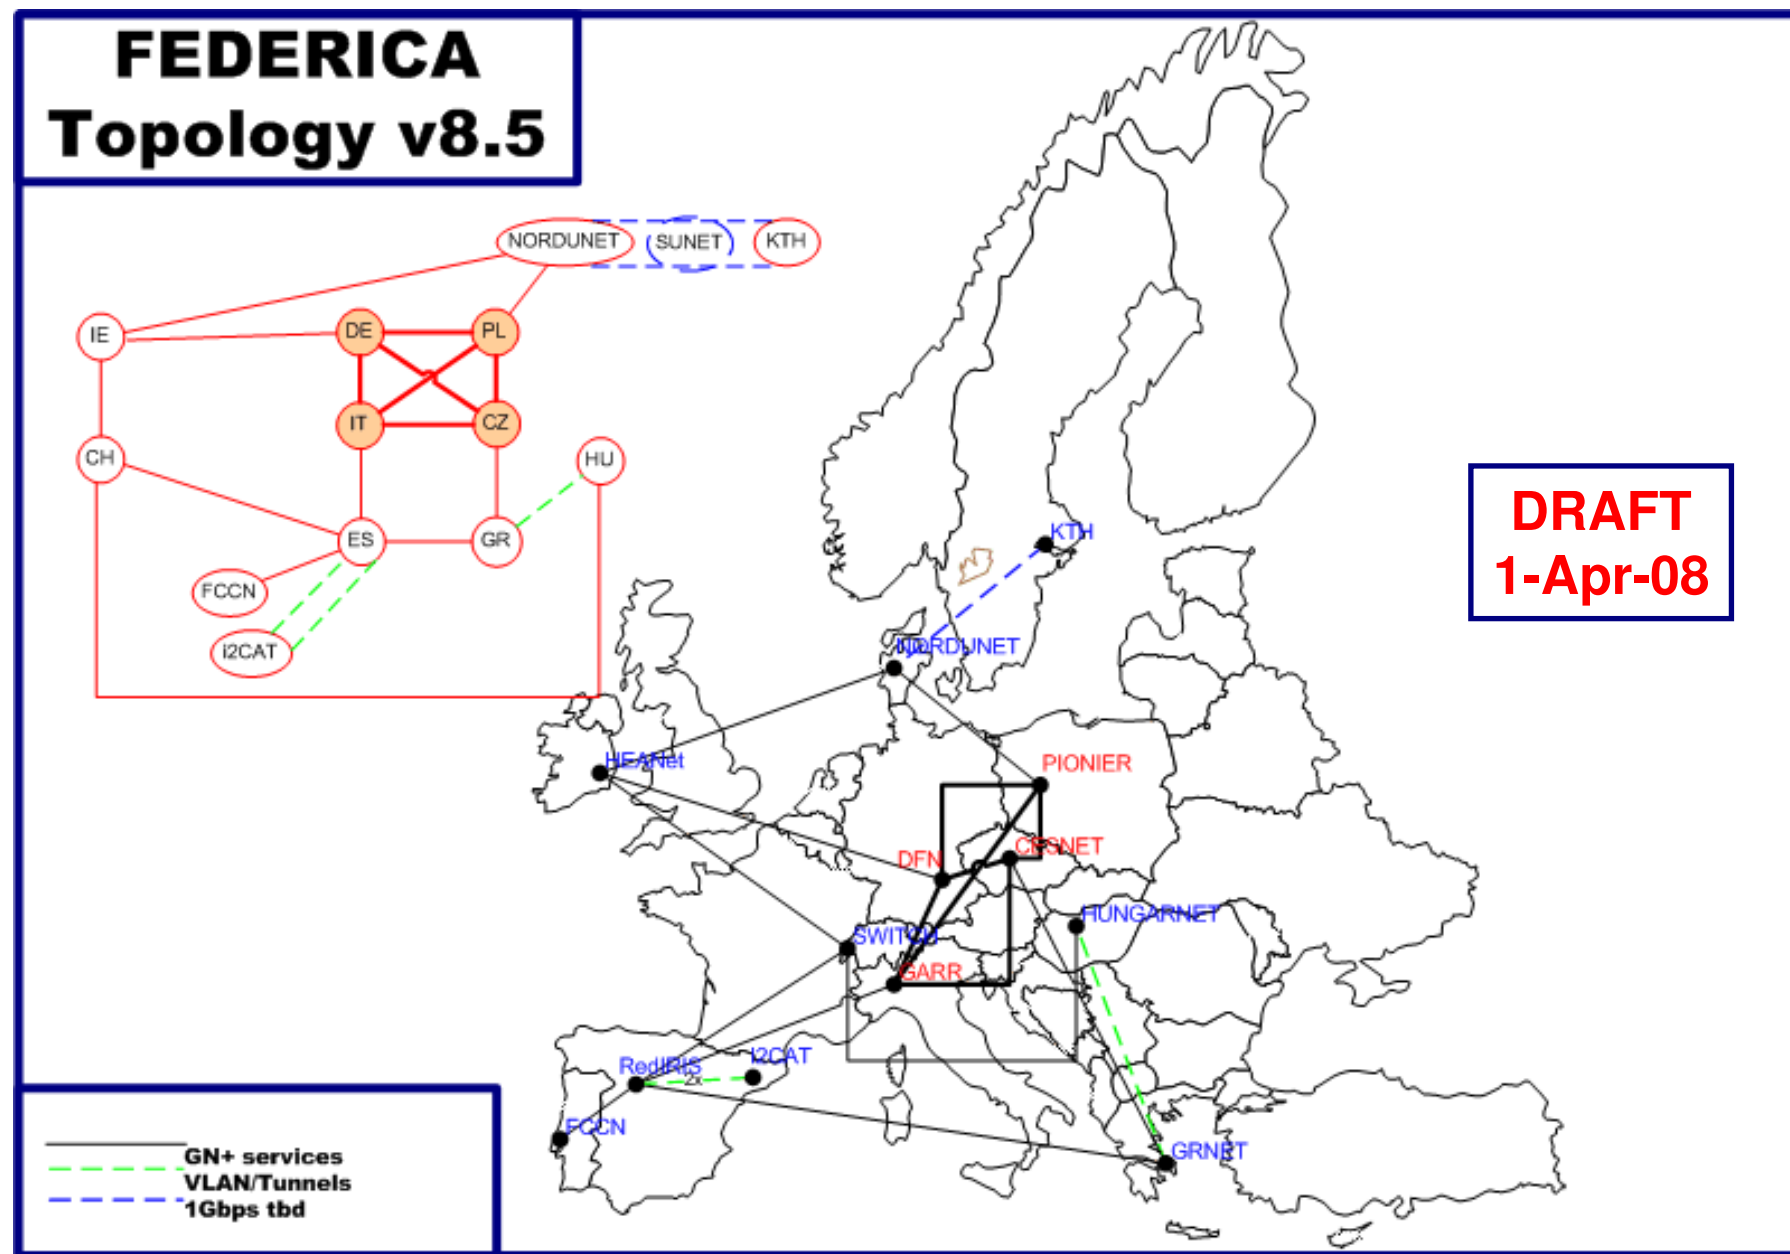 FEDERICA
Topology v8.5
NORDUNET
SUNET
KTH
IE
DE
PL
IT
CZ
CH
HU
ES
GR
FCCN
i2CAT
DRAFT
1-Apr-08
KTH
NORDUNET
HEANet
PIONIER
DFN
CESNET
HUNGARNET
SWITCH
GARR
RedIRIS
I2CAT
2x
FCCN
GRNET
GN+ services
VLAN/Tunnels
1Gbps tbd